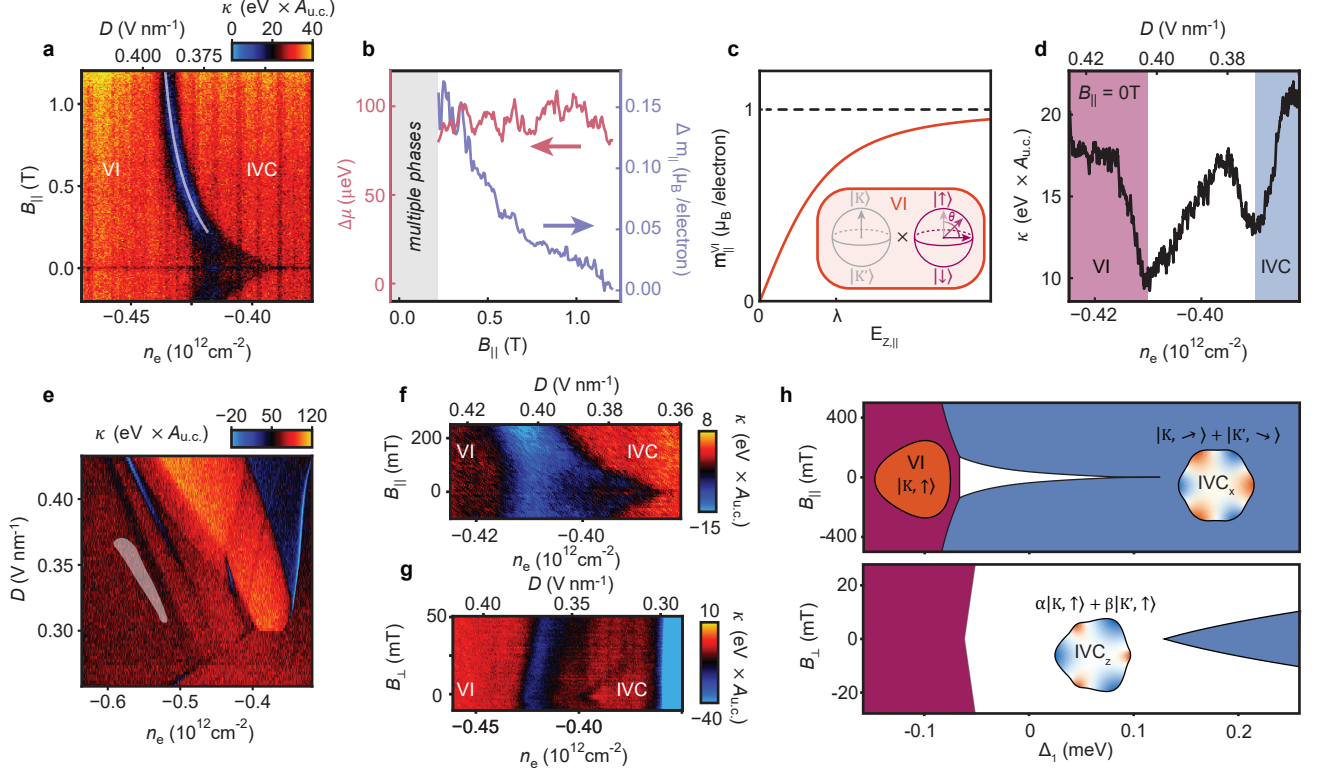 a
D (V nm⁻¹)
κ (eV × A_u.c.)
0 20 40
0.400 0.375
VI
IVC
B_|| (T)
1.0
0.5
0.0
−0.45 −0.40
n_e (10¹²cm⁻²)
b
Δμ (μeV)
100
50
0
multiple phases
0.15
0.10
0.05
0.00
Δ m_|| (μ_B /electron)
0.0 0.5 1.0
B_|| (T)
c
m_||^VI (μ_B /electron)
1
0
VI
|K⟩
|K'⟩
×
|↑⟩
θ
|↓⟩
0 λ
E_Z,||
d
D (V nm⁻¹)
0.42 0.40 0.38
B_|| = 0T
κ (eV × A_u.c.)
20
15
10
VI
IVC
−0.42 −0.40
n_e (10¹²cm⁻²)
e
−20 50 120
κ (eV × A_u.c.)
D (V nm⁻¹)
0.40
0.35
0.30
−0.6 −0.5 −0.4
n_e (10¹²cm⁻²)
f
D (V nm⁻¹)
0.42 0.40 0.38 0.36
B_|| (mT)
200
0
VI
IVC
8
−15
κ (eV × A_u.c.)
−0.42 −0.40
n_e (10¹²cm⁻²)
g
D (V nm⁻¹)
0.40 0.35 0.30
B_⊥ (mT)
50
0
VI
IVC
10
−40
κ (eV × A_u.c.)
−0.45 −0.40
n_e (10¹²cm⁻²)
h
B_|| (mT)
400
0
-400
VI
|K, ↑⟩
|K, ↗⟩ + |K', ↘⟩
IVC_x
B_⊥ (mT)
20
0
-20
α|K, ↑⟩ + β|K', ↑⟩
IVC_z
-0.1 0 0.1 0.2
Δ₁ (meV)